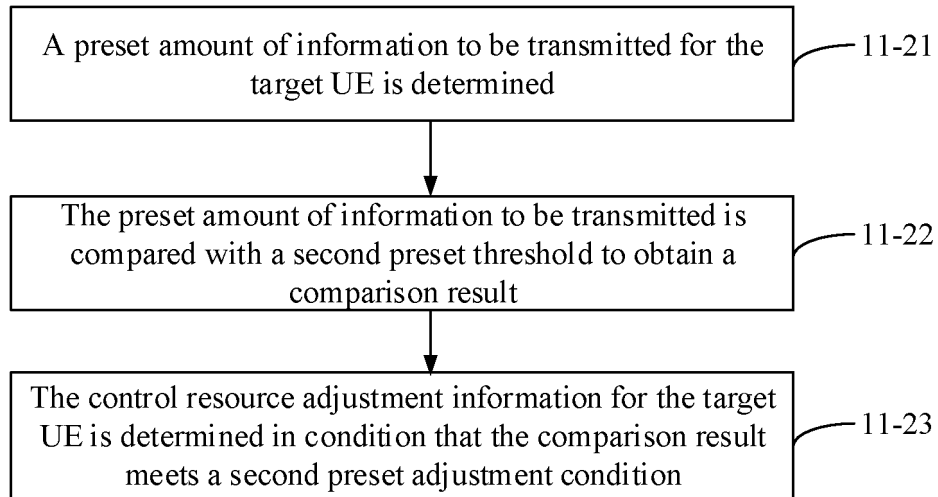 A preset amount of information to be transmitted for the
target UE is determined
11-21
The preset amount of information to be transmitted is
compared with a second preset threshold to obtain a
comparison result
11-22
The control resource adjustment information for the target
UE is determined in condition that the comparison result
meets a second preset adjustment condition
11-23